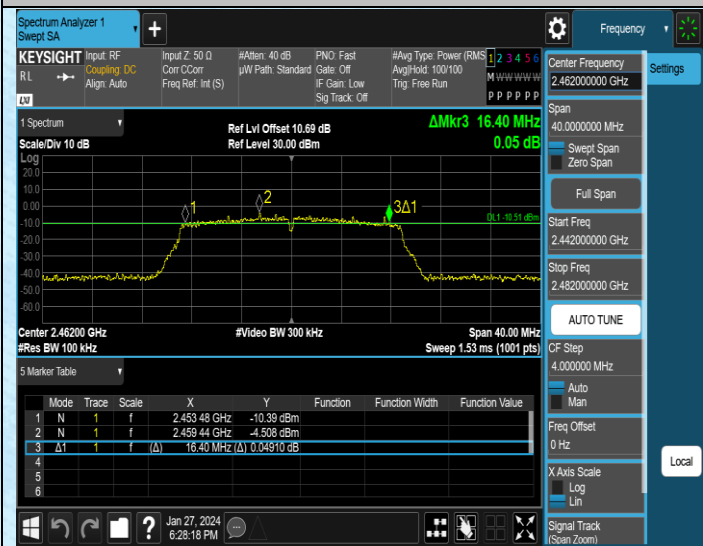 Spectrum Analyzer 1
Swept SA
Frequency
KEYSIGHT
RL
LXI
Input: RF
Coupling: DC
Align: Auto
Input Z: 50 Ω
Corr CCorr
Freq Ref: Int (S)
#Atten: 40 dB
µW Path: Standard
PNO: Fast
Gate: Off
IF Gain: Low
Sig Track: Off
#Avg Type: Power (RMS
Avg|Hold: 100/100
Trig: Free Run
1 2 3 4 5 6
M W W W W W
P P P P P P
Center Frequency
2.462000000 GHz
Settings
Span
40.0000000 MHz
Swept Span
Zero Span
Full Span
Start Freq
2.442000000 GHz
Stop Freq
2.482000000 GHz
AUTO TUNE
CF Step
4.000000 MHz
Auto
Man
Freq Offset
0 Hz
X Axis Scale
Log
Lin
Signal Track
(Span Zoom)
Local
1 Spectrum
Scale/Div 10 dB
Ref Lvl Offset 10.69 dB
Ref Level 30.00 dBm
ΔMkr3 16.40 MHz
0.05 dB
Log
20.0
10.0
0.00
-10.0
-20.0
-30.0
-40.0
-50.0
-60.0
1
2
3Δ1
DL1 -10.51 dBm
Center 2.46200 GHz
#Video BW 300 kHz
Span 40.00 MHz
#Res BW 100 kHz
Sweep 1.53 ms (1001 pts)
5 Marker Table
Mode Trace Scale X Y Function Function Width Function Value
1 N 1 f 2.453 48 GHz -10.39 dBm
2 N 1 f 2.459 44 GHz -4.508 dBm
3 Δ1 1 f (Δ) 16.40 MHz (Δ) 0.04910 dB
4
5
6
Jan 27, 2024
6:28:18 PM